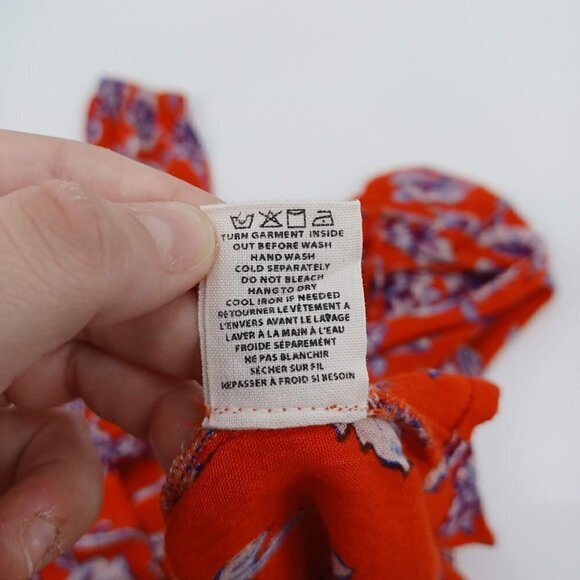 TURN GARMENT INSIDE
OUT BEFORE WASH
HAND WASH
COLD SEPARATELY
DO NOT BLEACH
HANG TO DRY
COOL IRON IF NEEDED
RETOURNER LE VÊTEMENT A
L'ENVERS AVANT LE LAPAGE
LAVER À LA MAIN À L'EAU
FROIDE SÉPARÉMENT
NE PAS BLANCHIR
SÉCHER SUR FIL
REPASSER À FROID SI BESOIN